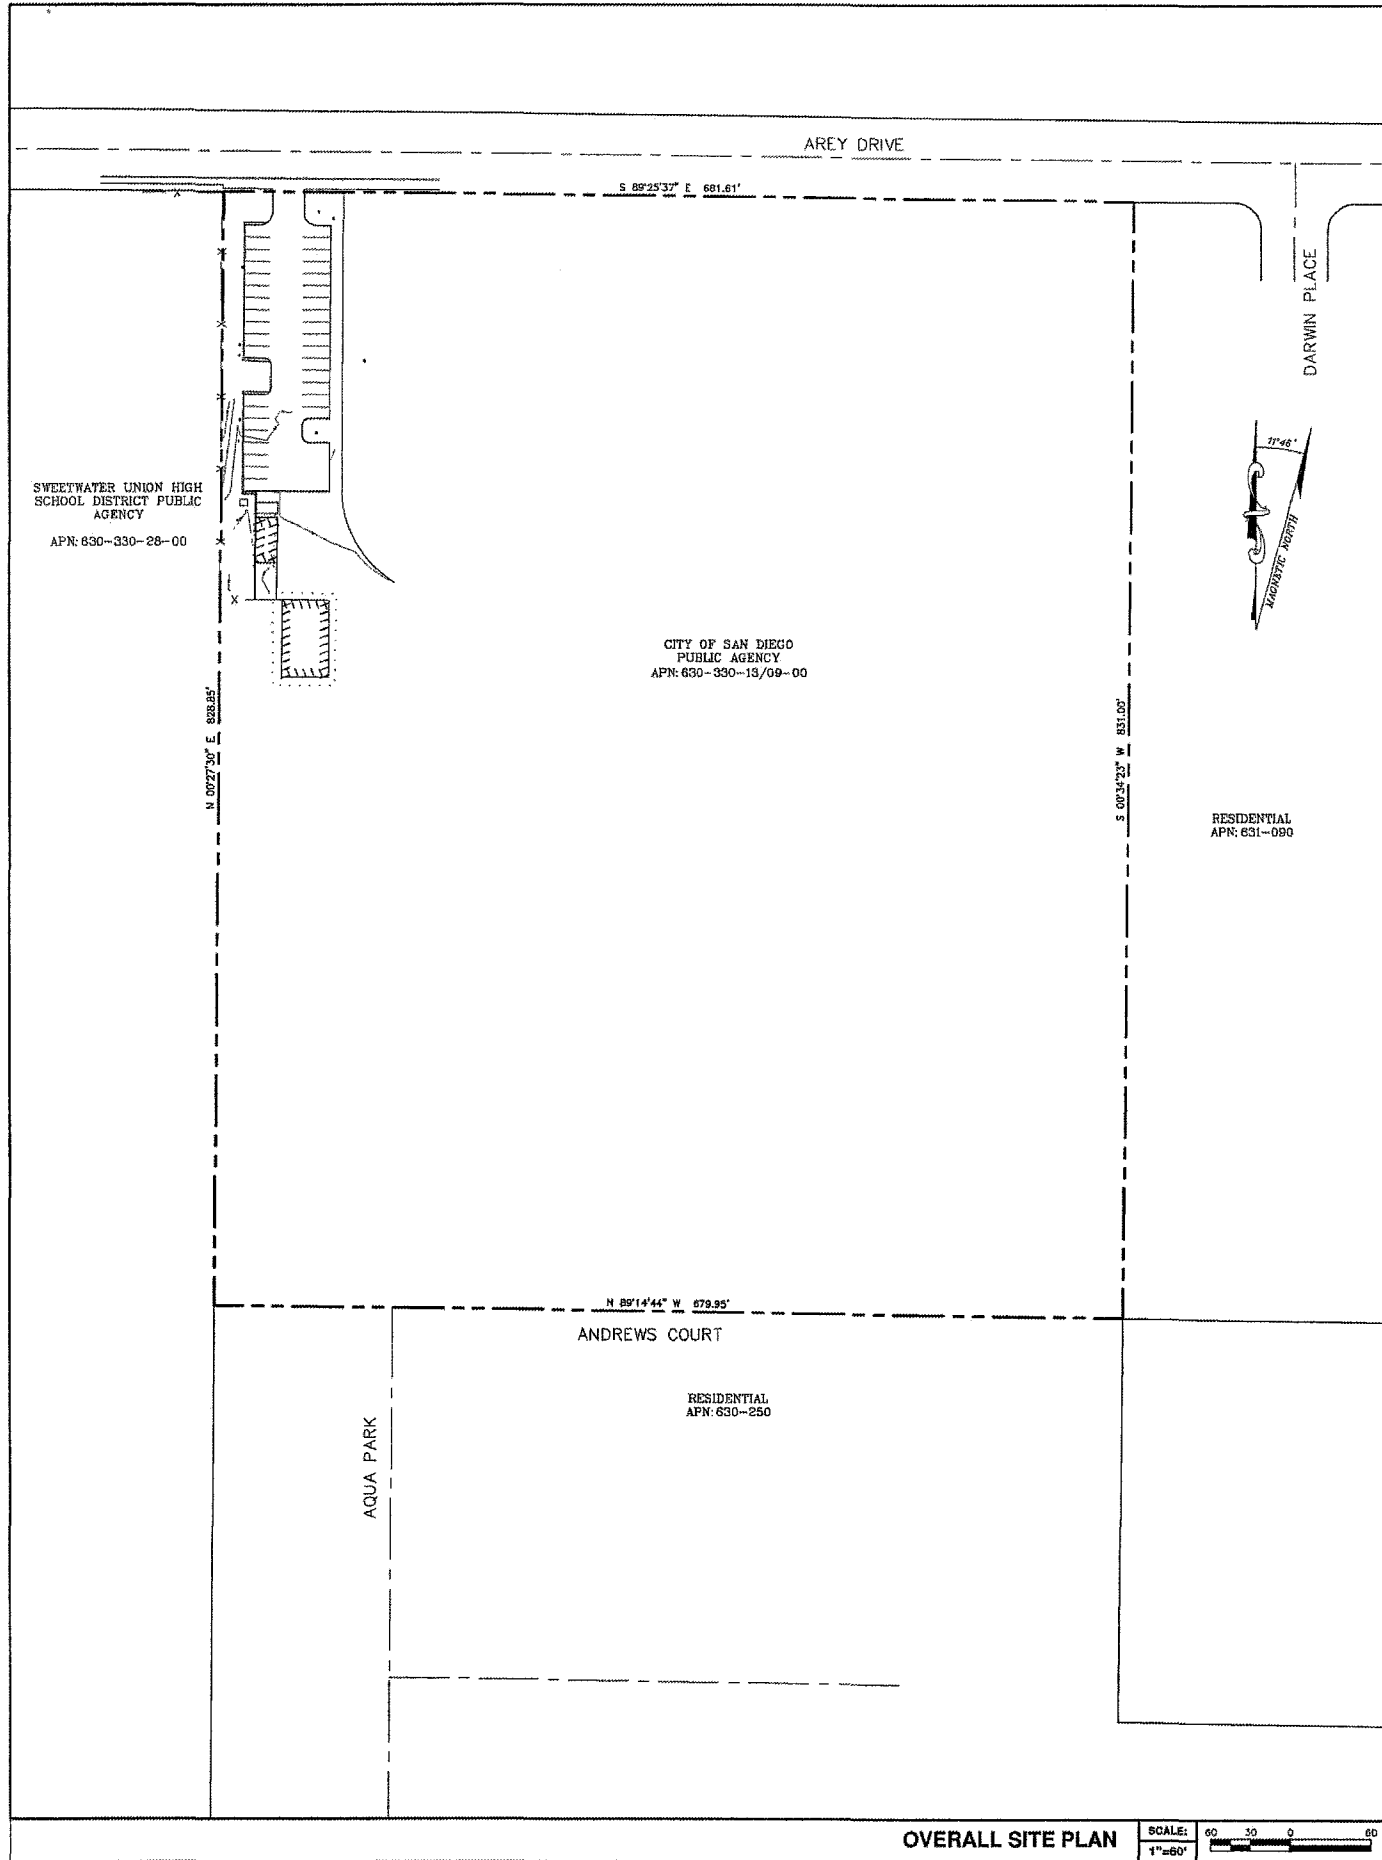 AREY DRIVE
S 89°25'37" E 681.61'
DARWIN PLACE
11°46'
MAGNETIC NORTH
SWEETWATER UNION HIGH
SCHOOL DISTRICT PUBLIC
AGENCY
APN: 630-330-28-00
CITY OF SAN DIEGO
PUBLIC AGENCY
APN: 630-330-13/09-00
N 00°27'30" E 828.85'
S 00°34'23" W 831.00'
RESIDENTIAL
APN: 631-090
N 89°14'44" W 679.95'
ANDREWS COURT
RESIDENTIAL
APN: 630-250
AQUA PARK
OVERALL SITE PLAN
SCALE:
1"=60'
60 30 0 60